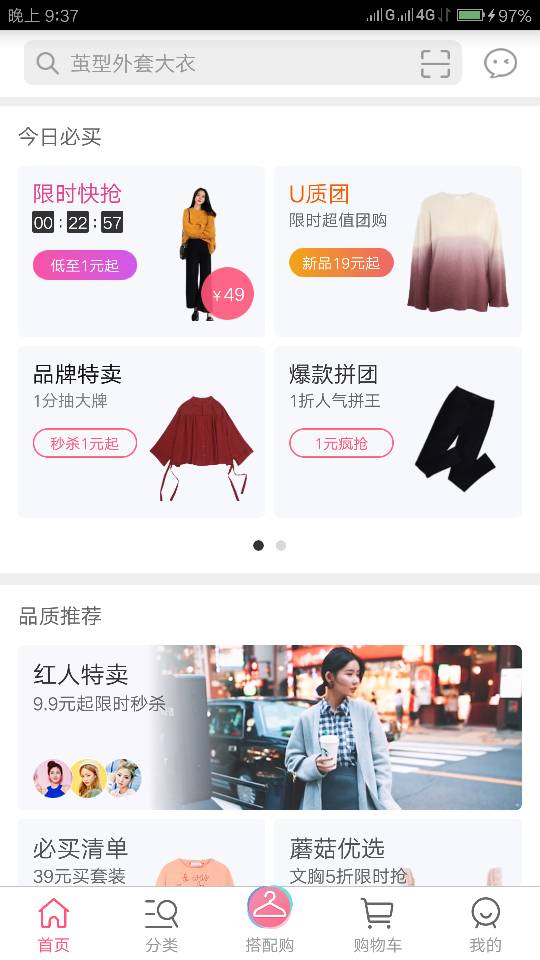 晚上 9:37
G 4G 97%
茧型外套大衣
今日必买
限时快抢
00:22:57
低至1元起
¥49
U质团
限时超值团购
新品19元起
品牌特卖
1分抽大牌
秒杀1元起
爆款拼团
1折人气拼王
1元疯抢
品质推荐
红人特卖
9.9元起限时秒杀
必买清单
39元买套装
蘑菇优选
文胸5折限时抢
首页
分类
搭配购
购物车
我的